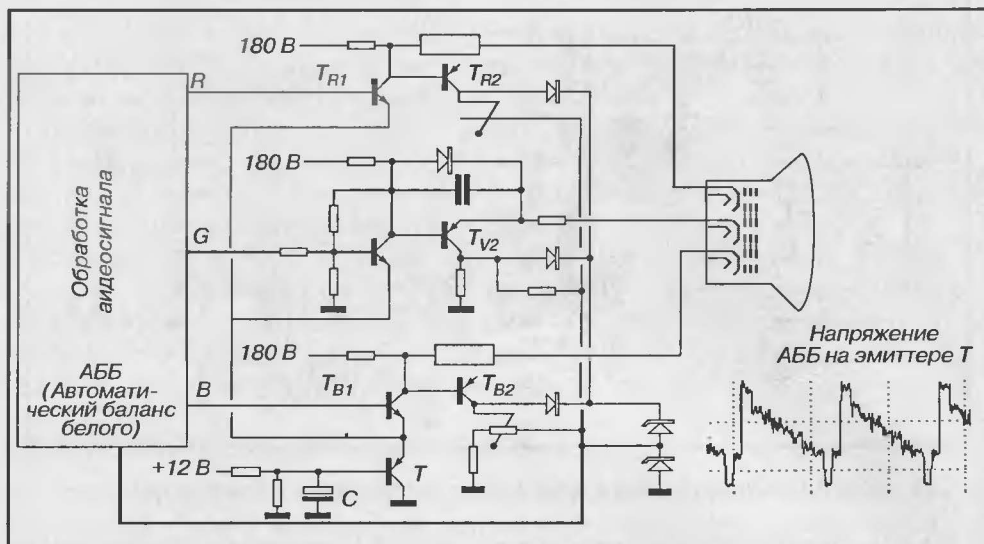 180 В
R
T_R1
T_R2
180 В
Обработка
аидеосигнала
G
T_V2
180 В
Напряжение
АББ на эмиттере Т
АББ
(Автомати-
ческий баланс
белого)
B
T_B1
T_B2
+12 В
C
T